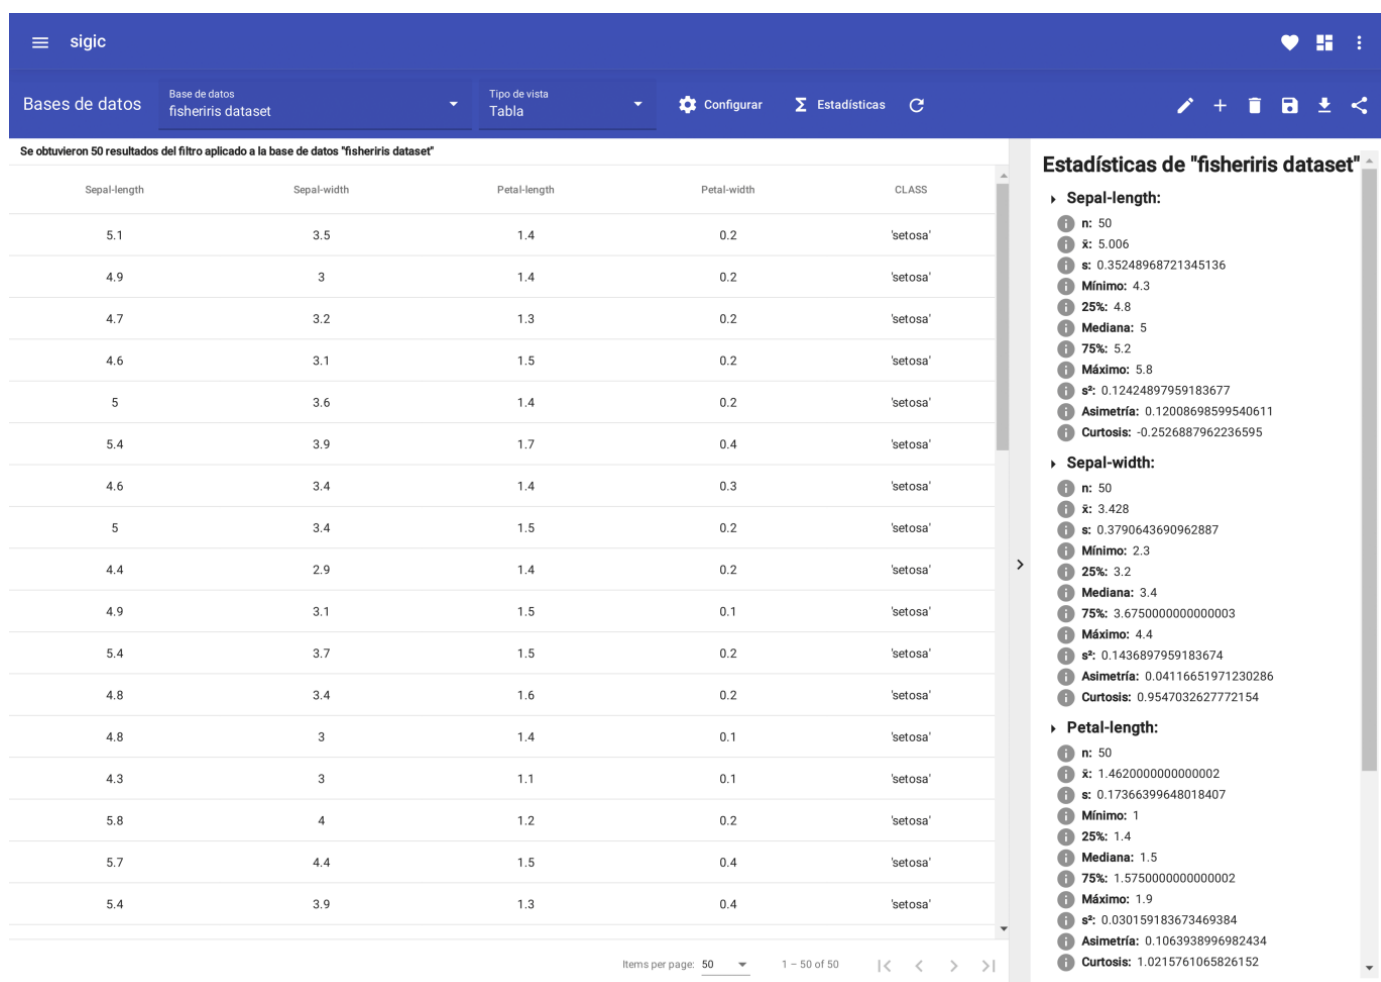 sigic
Bases de datos
Base de datos
fisheriris dataset
Tipo de vista
Tabla
Configurar
Σ Estadísticas
Se obtuvieron 50 resultados del filtro aplicado a la base de datos "fisheriris dataset"
Sepal-length Sepal-width Petal-length Petal-width CLASS
5.1 3.5 1.4 0.2 'setosa'
4.9 3 1.4 0.2 'setosa'
4.7 3.2 1.3 0.2 'setosa'
4.6 3.1 1.5 0.2 'setosa'
5 3.6 1.4 0.2 'setosa'
5.4 3.9 1.7 0.4 'setosa'
4.6 3.4 1.4 0.3 'setosa'
5 3.4 1.5 0.2 'setosa'
4.4 2.9 1.4 0.2 'setosa'
4.9 3.1 1.5 0.1 'setosa'
5.4 3.7 1.5 0.2 'setosa'
4.8 3.4 1.6 0.2 'setosa'
4.8 3 1.4 0.1 'setosa'
4.3 3 1.1 0.1 'setosa'
5.8 4 1.2 0.2 'setosa'
5.7 4.4 1.5 0.4 'setosa'
5.4 3.9 1.3 0.4 'setosa'
Items per page: 50 1 – 50 of 50
Estadísticas de "fisheriris dataset"
Sepal-length:
n: 50
x̄: 5.006
s: 0.35248968721345136
Mínimo: 4.3
25%: 4.8
Mediana: 5
75%: 5.2
Máximo: 5.8
s²: 0.12424897959183677
Asimetría: 0.12008698599540611
Curtosis: -0.2526887962236595
Sepal-width:
n: 50
x̄: 3.428
s: 0.3790643690962887
Mínimo: 2.3
25%: 3.2
Mediana: 3.4
75%: 3.6750000000000003
Máximo: 4.4
s²: 0.1436897959183674
Asimetría: 0.04116651971230286
Curtosis: 0.9547032627772154
Petal-length:
n: 50
x̄: 1.4620000000000002
s: 0.17366399648018407
Mínimo: 1
25%: 1.4
Mediana: 1.5
75%: 1.5750000000000002
Máximo: 1.9
s²: 0.030159183673469384
Asimetría: 0.1063938996982434
Curtosis: 1.0215761065826152